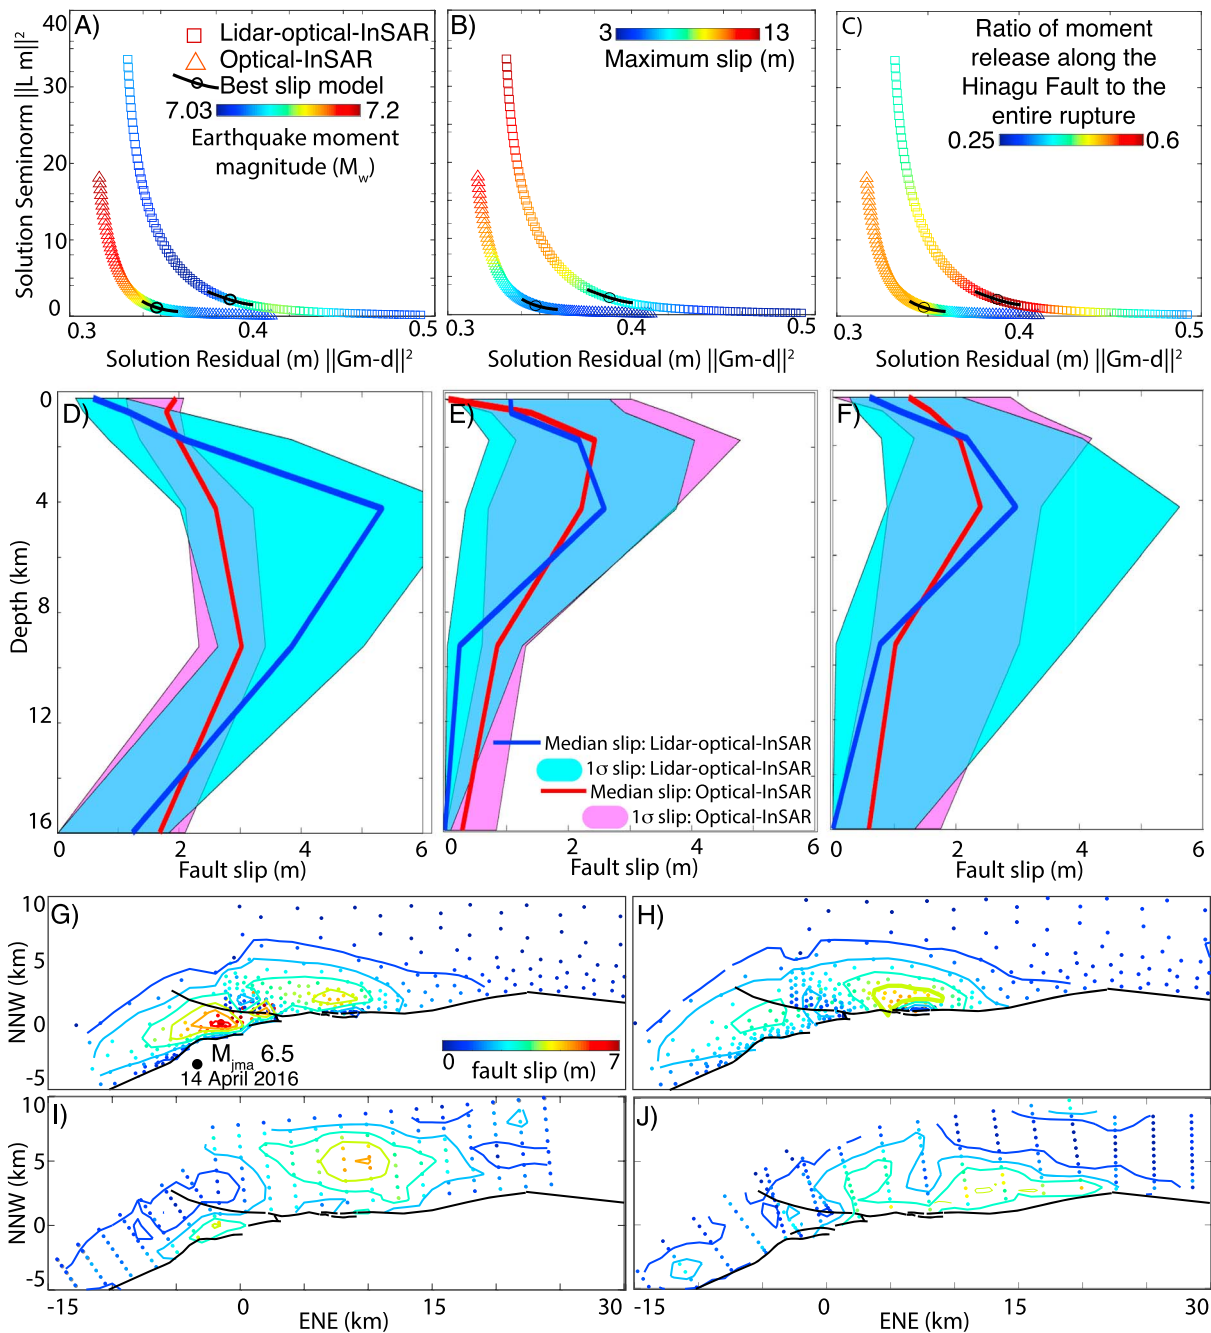 A)
Lidar-optical-InSAR
Optical-InSAR
Best slip model
7.03
7.2
Earthquake moment
magnitude (Mw)
Solution Seminorm ||L m||²
40
30
20
10
0
0.3
0.4
0.5
Solution Residual (m) ||Gm-d||²
B)
3
13
Maximum slip (m)
0.3
0.4
0.5
Solution Residual (m) ||Gm-d||²
C)
Ratio of moment
release along the
Hinagu Fault to the
entire rupture
0.25
0.6
0.3
0.4
0.5
Solution Residual (m) ||Gm-d||²
D)
Depth (km)
0
4
8
12
16
0
2
4
6
Fault slip (m)
E)
Median slip: Lidar-optical-InSAR
1σ slip: Lidar-optical-InSAR
Median slip: Optical-InSAR
1σ slip: Optical-InSAR
0
2
4
6
Fault slip (m)
F)
0
2
4
6
Fault slip (m)
G)
NNW (km)
10
5
0
-5
Mjma 6.5
14 April 2016
0
7
fault slip (m)
H)
I)
NNW (km)
10
5
0
-5
-15
0
15
30
ENE (km)
J)
-15
0
15
30
ENE (km)